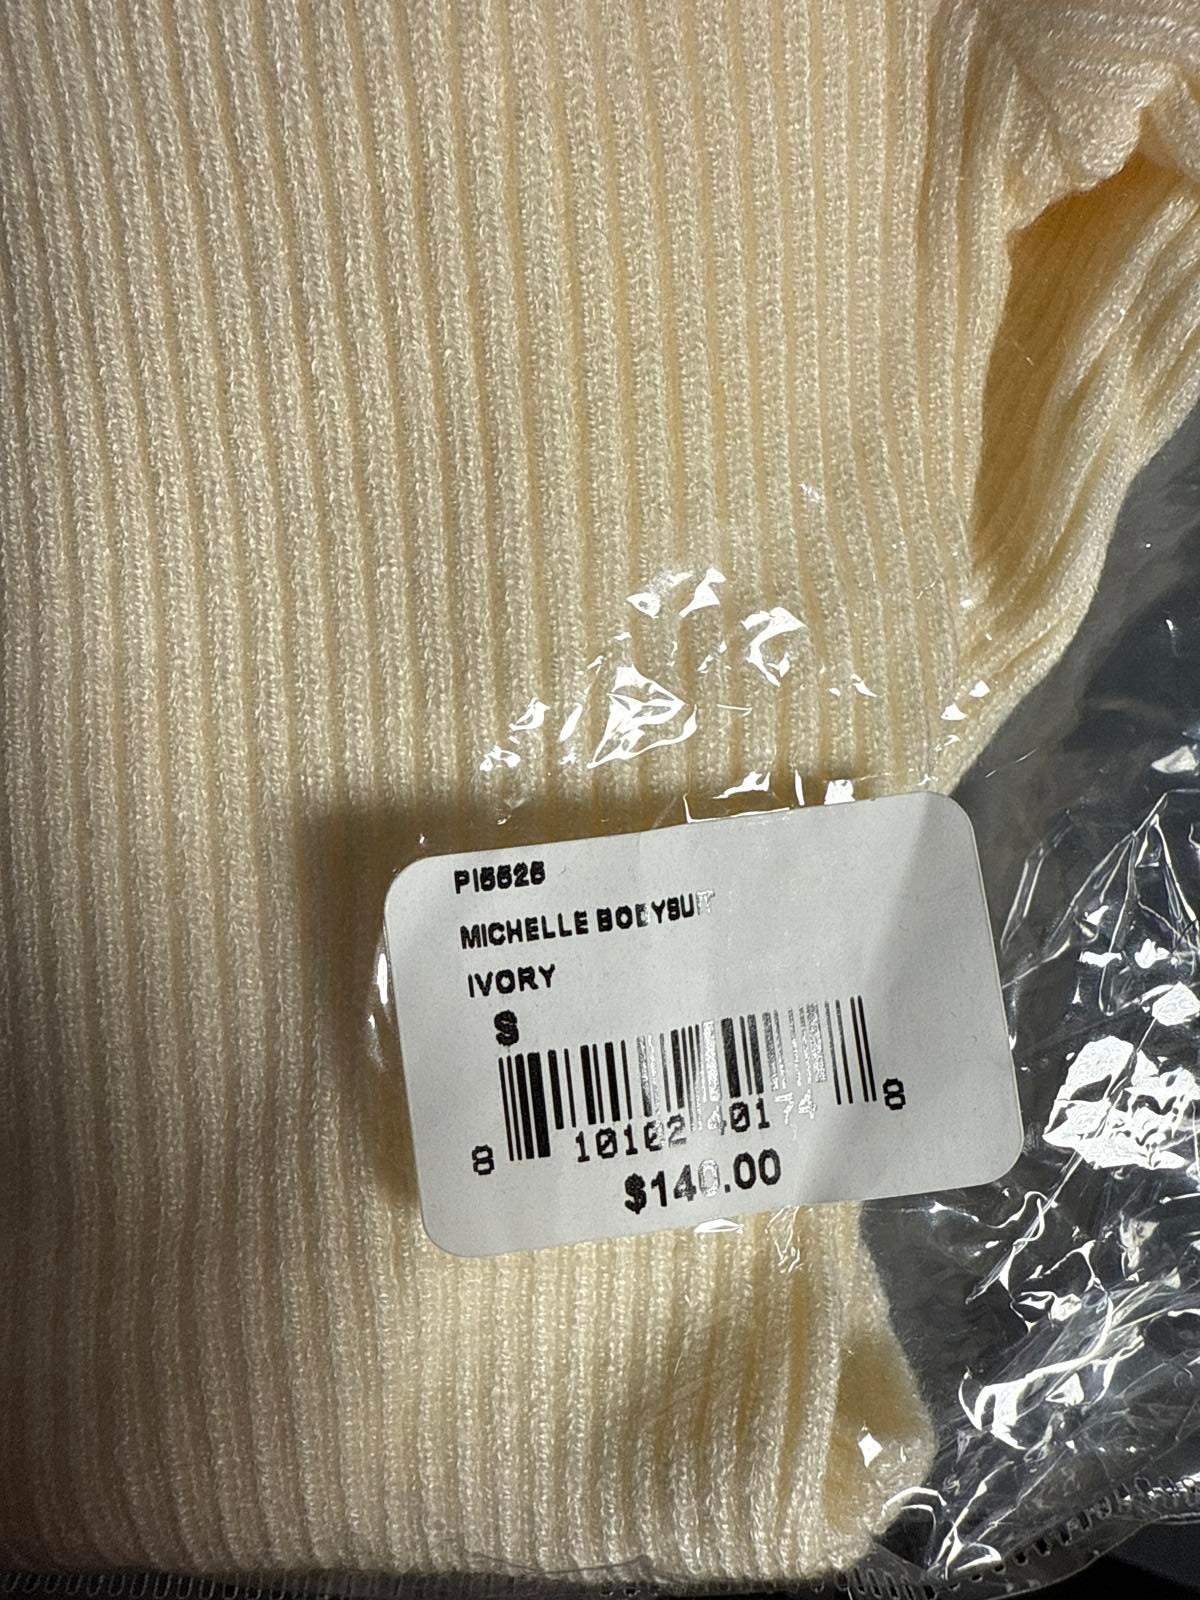 PI5525
MICHELLE BODYSUIT
IVORY
S
8 10102 40174 8
$140.00